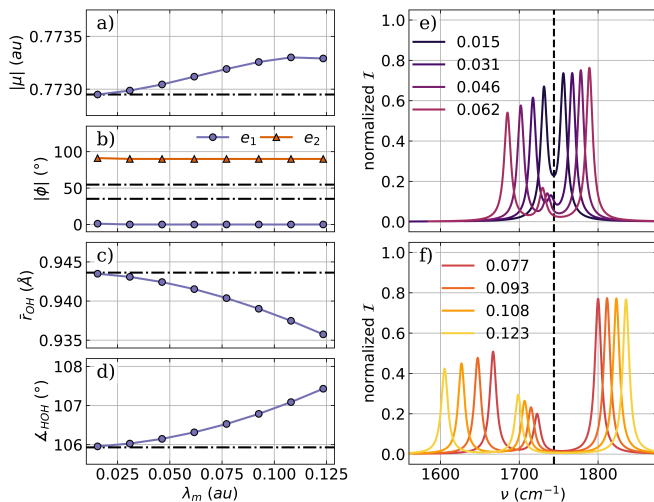 a)
|μ| (au)
0.7735
0.7730
b)
e₁
e₂
|ϕ| (°)
100
50
0
c)
r̄_OH (Å)
0.945
0.940
0.935
d)
∡_HOH (°)
108
107
106
0.025 0.050 0.075 0.100 0.125
λ_m (au)
e)
normalized ℐ
1.0
0.8
0.6
0.4
0.2
0.0
0.015
0.031
0.046
0.062
f)
normalized ℐ
1.0
0.8
0.6
0.4
0.2
0.0
0.077
0.093
0.108
0.123
1600 1700 1800
ν (cm⁻¹)